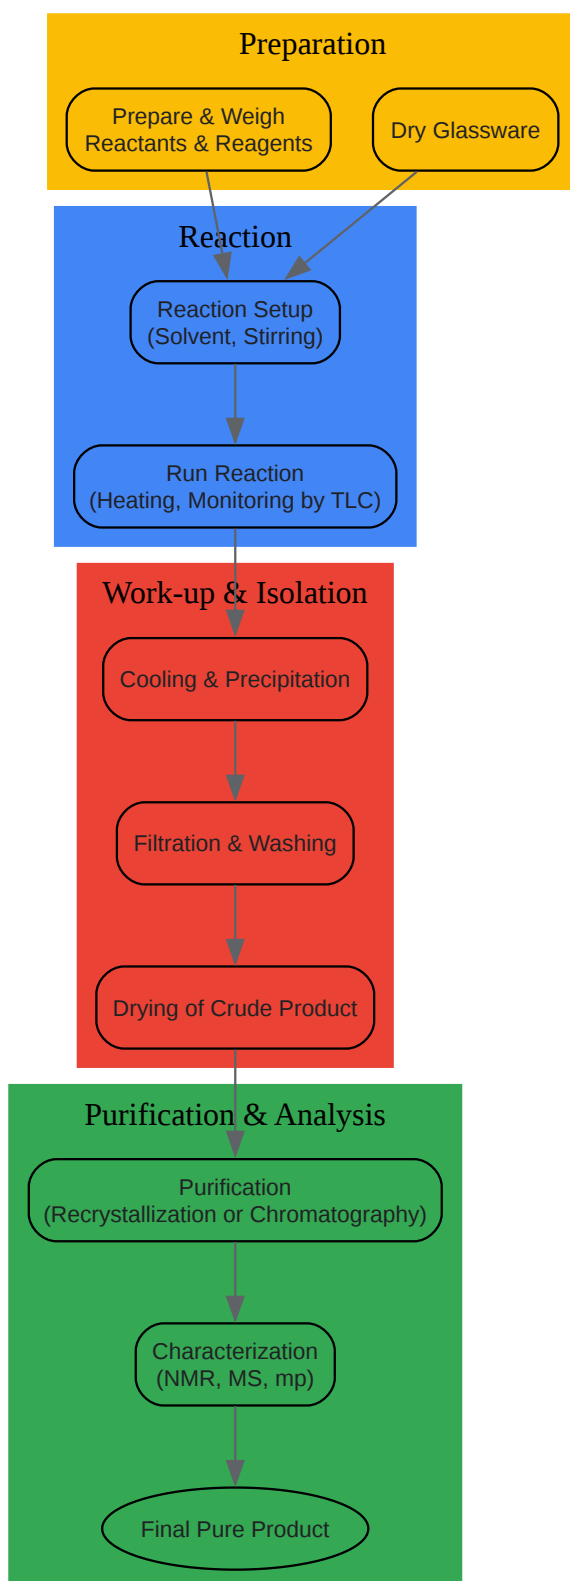 Preparation
Prepare & Weigh
Reactants & Reagents
Dry Glassware
Reaction
Reaction Setup
(Solvent, Stirring)
Run Reaction
(Heating, Monitoring by TLC)
Work-up & Isolation
Cooling & Precipitation
Filtration & Washing
Drying of Crude Product
Purification & Analysis
Purification
(Recrystallization or Chromatography)
Characterization
(NMR, MS, mp)
Final Pure Product